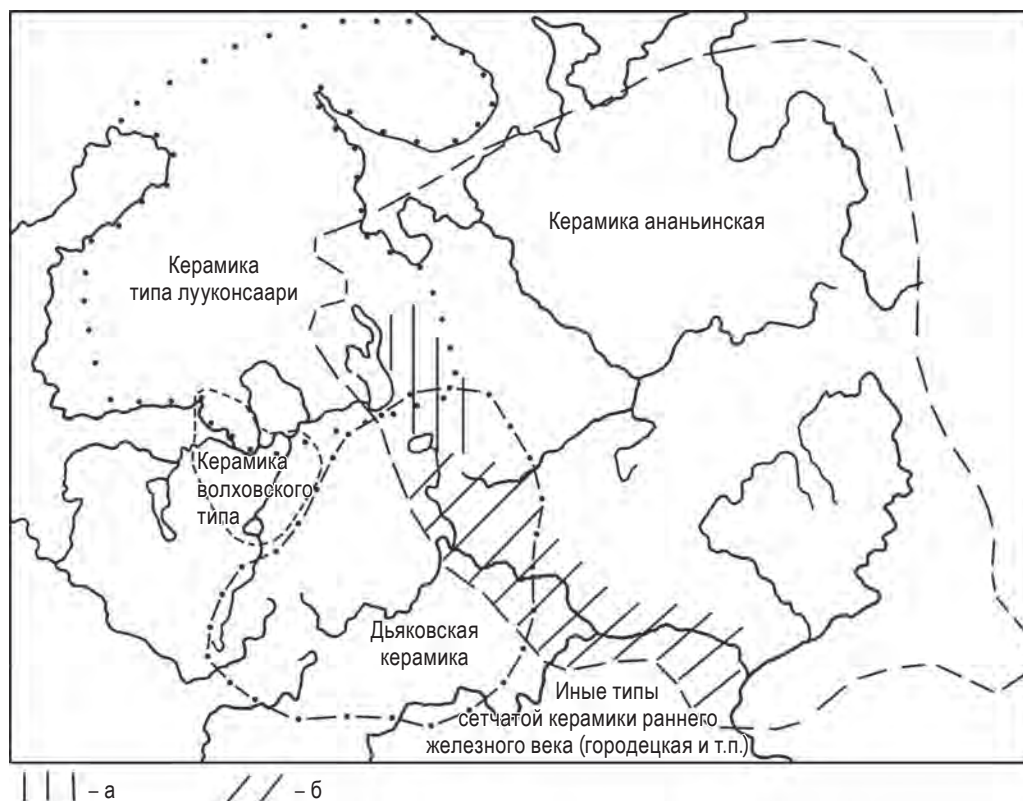 Керамика ананьинская
Керамика
типа лууконсаари
Керамика
волховского
типа
Дьяковская
керамика
Иные типы
сетчатой керамики раннего
железного века (городецкая и т.п.)
– а
– б